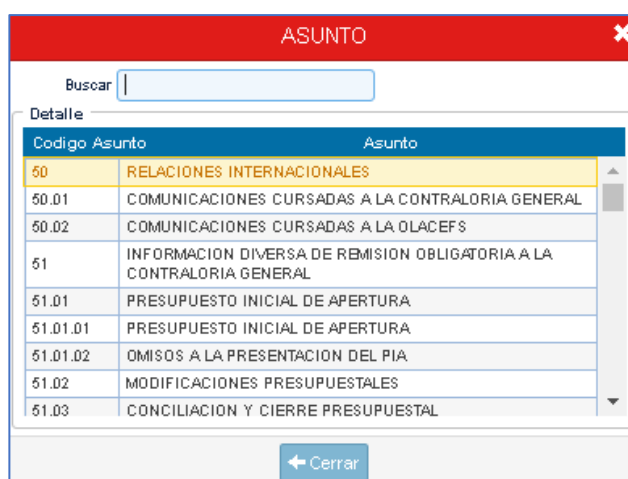 ASUNTO
Buscar
Detalle
Codigo Asunto Asunto
50 RELACIONES INTERNACIONALES
50.01 COMUNICACIONES CURSADAS A LA CONTRALORIA GENERAL
50.02 COMUNICACIONES CURSADAS A LA OLACEFS
51 INFORMACION DIVERSA DE REMISION OBLIGATORIA A LA
CONTRALORIA GENERAL
51.01 PRESUPUESTO INICIAL DE APERTURA
51.01.01 PRESUPUESTO INICIAL DE APERTURA
51.01.02 OMISOS A LA PRESENTACION DEL PIA
51.02 MODIFICACIONES PRESUPUESTALES
51.03 CONCILIACION Y CIERRE PRESUPUESTAL
Cerrar